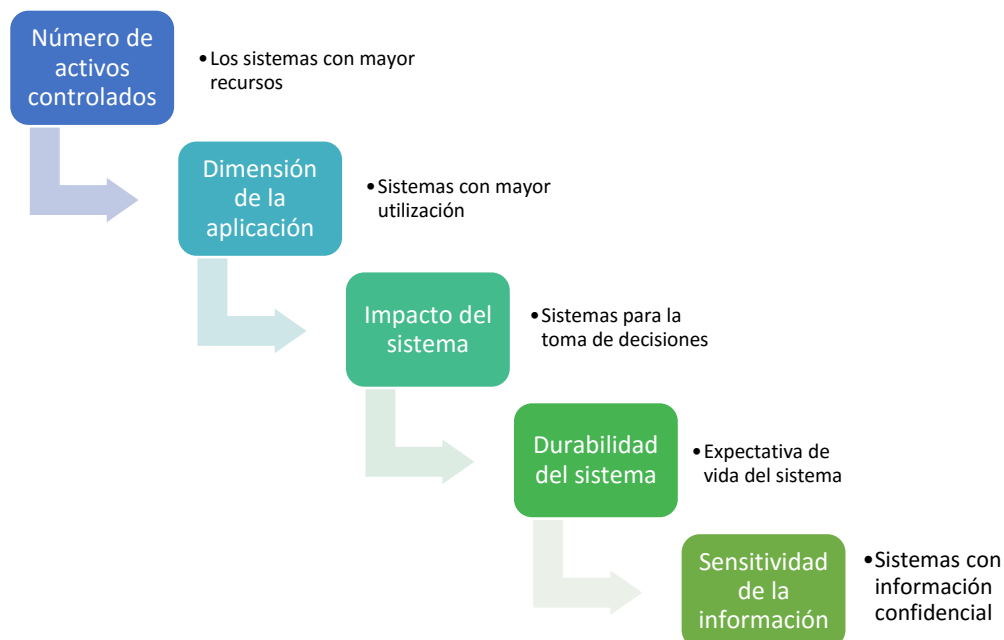 Número de
activos
controlados
•Los sistemas con mayor
recursos
Dimensión
de la
aplicación
•Sistemas con mayor
utilización
Impacto del
sistema
•Sistemas para la
toma de decisiones
Durabilidad
del sistema
•Expectativa de
vida del sistema
Sensitividad
de la
información
•Sistemas con
información
confidencial